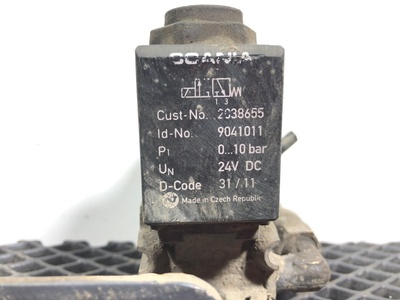 SCANIA
1 3
Cust-No. 2038655
Id-No. 9041011
P1 0...10 bar
UN 24V DC
D-Code 31/11
Made in Czech Republic